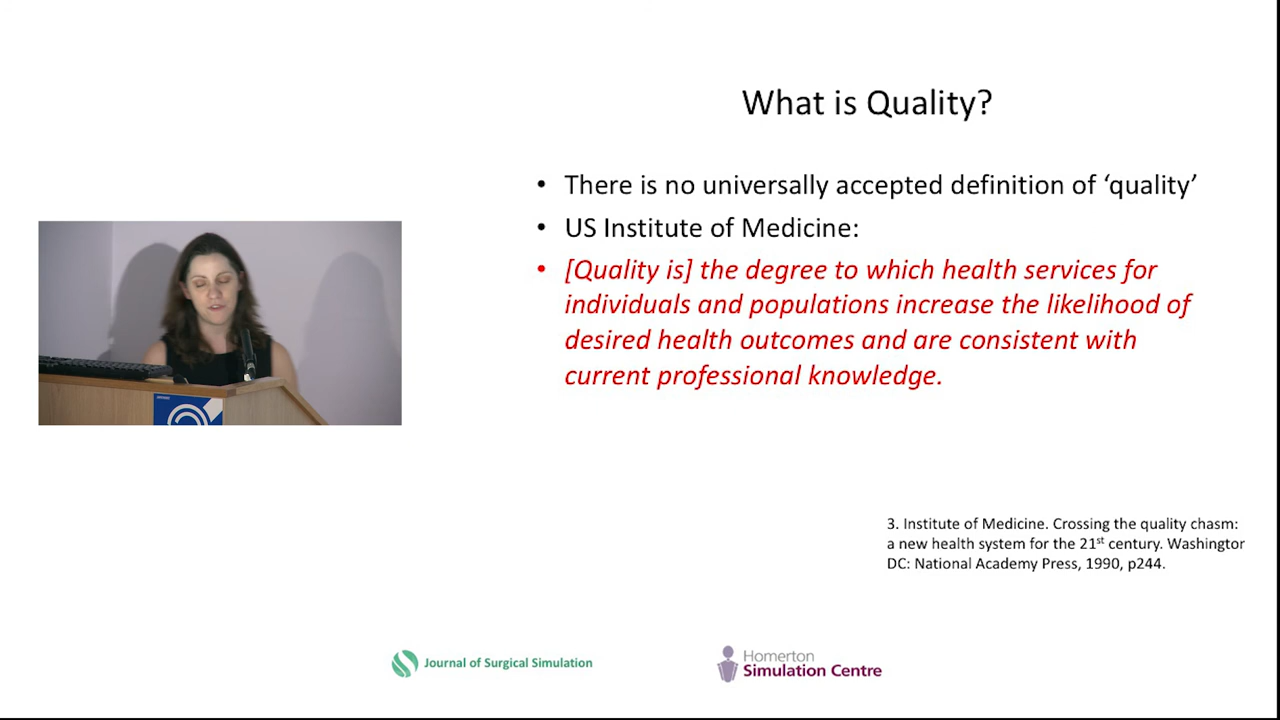 What is Quality?
• There is no universally accepted definition of ‘quality’
• US Institute of Medicine:
• [Quality is] the degree to which health services for
individuals and populations increase the likelihood of
desired health outcomes and are consistent with
current professional knowledge.
3. Institute of Medicine. Crossing the quality chasm:
a new health system for the 21st century. Washingtor
DC: National Academy Press, 1990, p244.
Journal of Surgical Simulation
Homerton
Simulation Centre